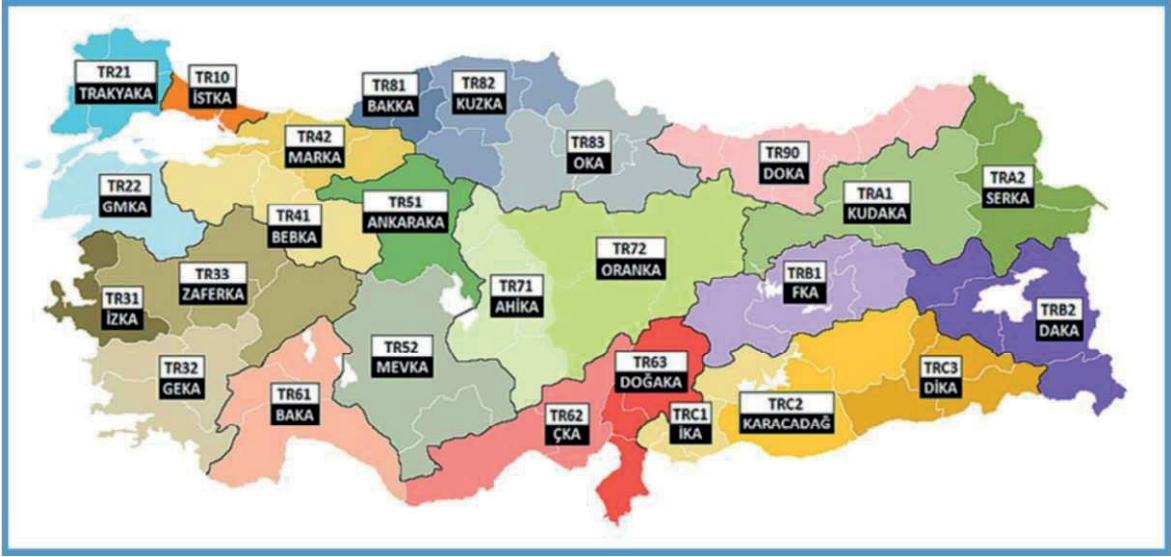 TR21
TRAKYAKA
TR10
İSTKA
TR81
BAKKA
TR82
KUZKA
TR42
MARKA
TR83
OKA
TR90
DOKA
TRA2
SERKA
TR22
GMKA
TR51
ANKARAKA
TRA1
KUDAKA
TR41
BEBKA
TR72
ORANKA
TR33
ZAFERKA
TRB1
FKA
TR71
AHİKA
TR31
İZKA
TRB2
DAKA
TR52
MEVKA
TR63
DOĞAKA
TR32
GEKA
TRC3
DİKA
TR61
BAKA
TRC2
KARACADAĞ
TR62
ÇKA
TRC1
İKA